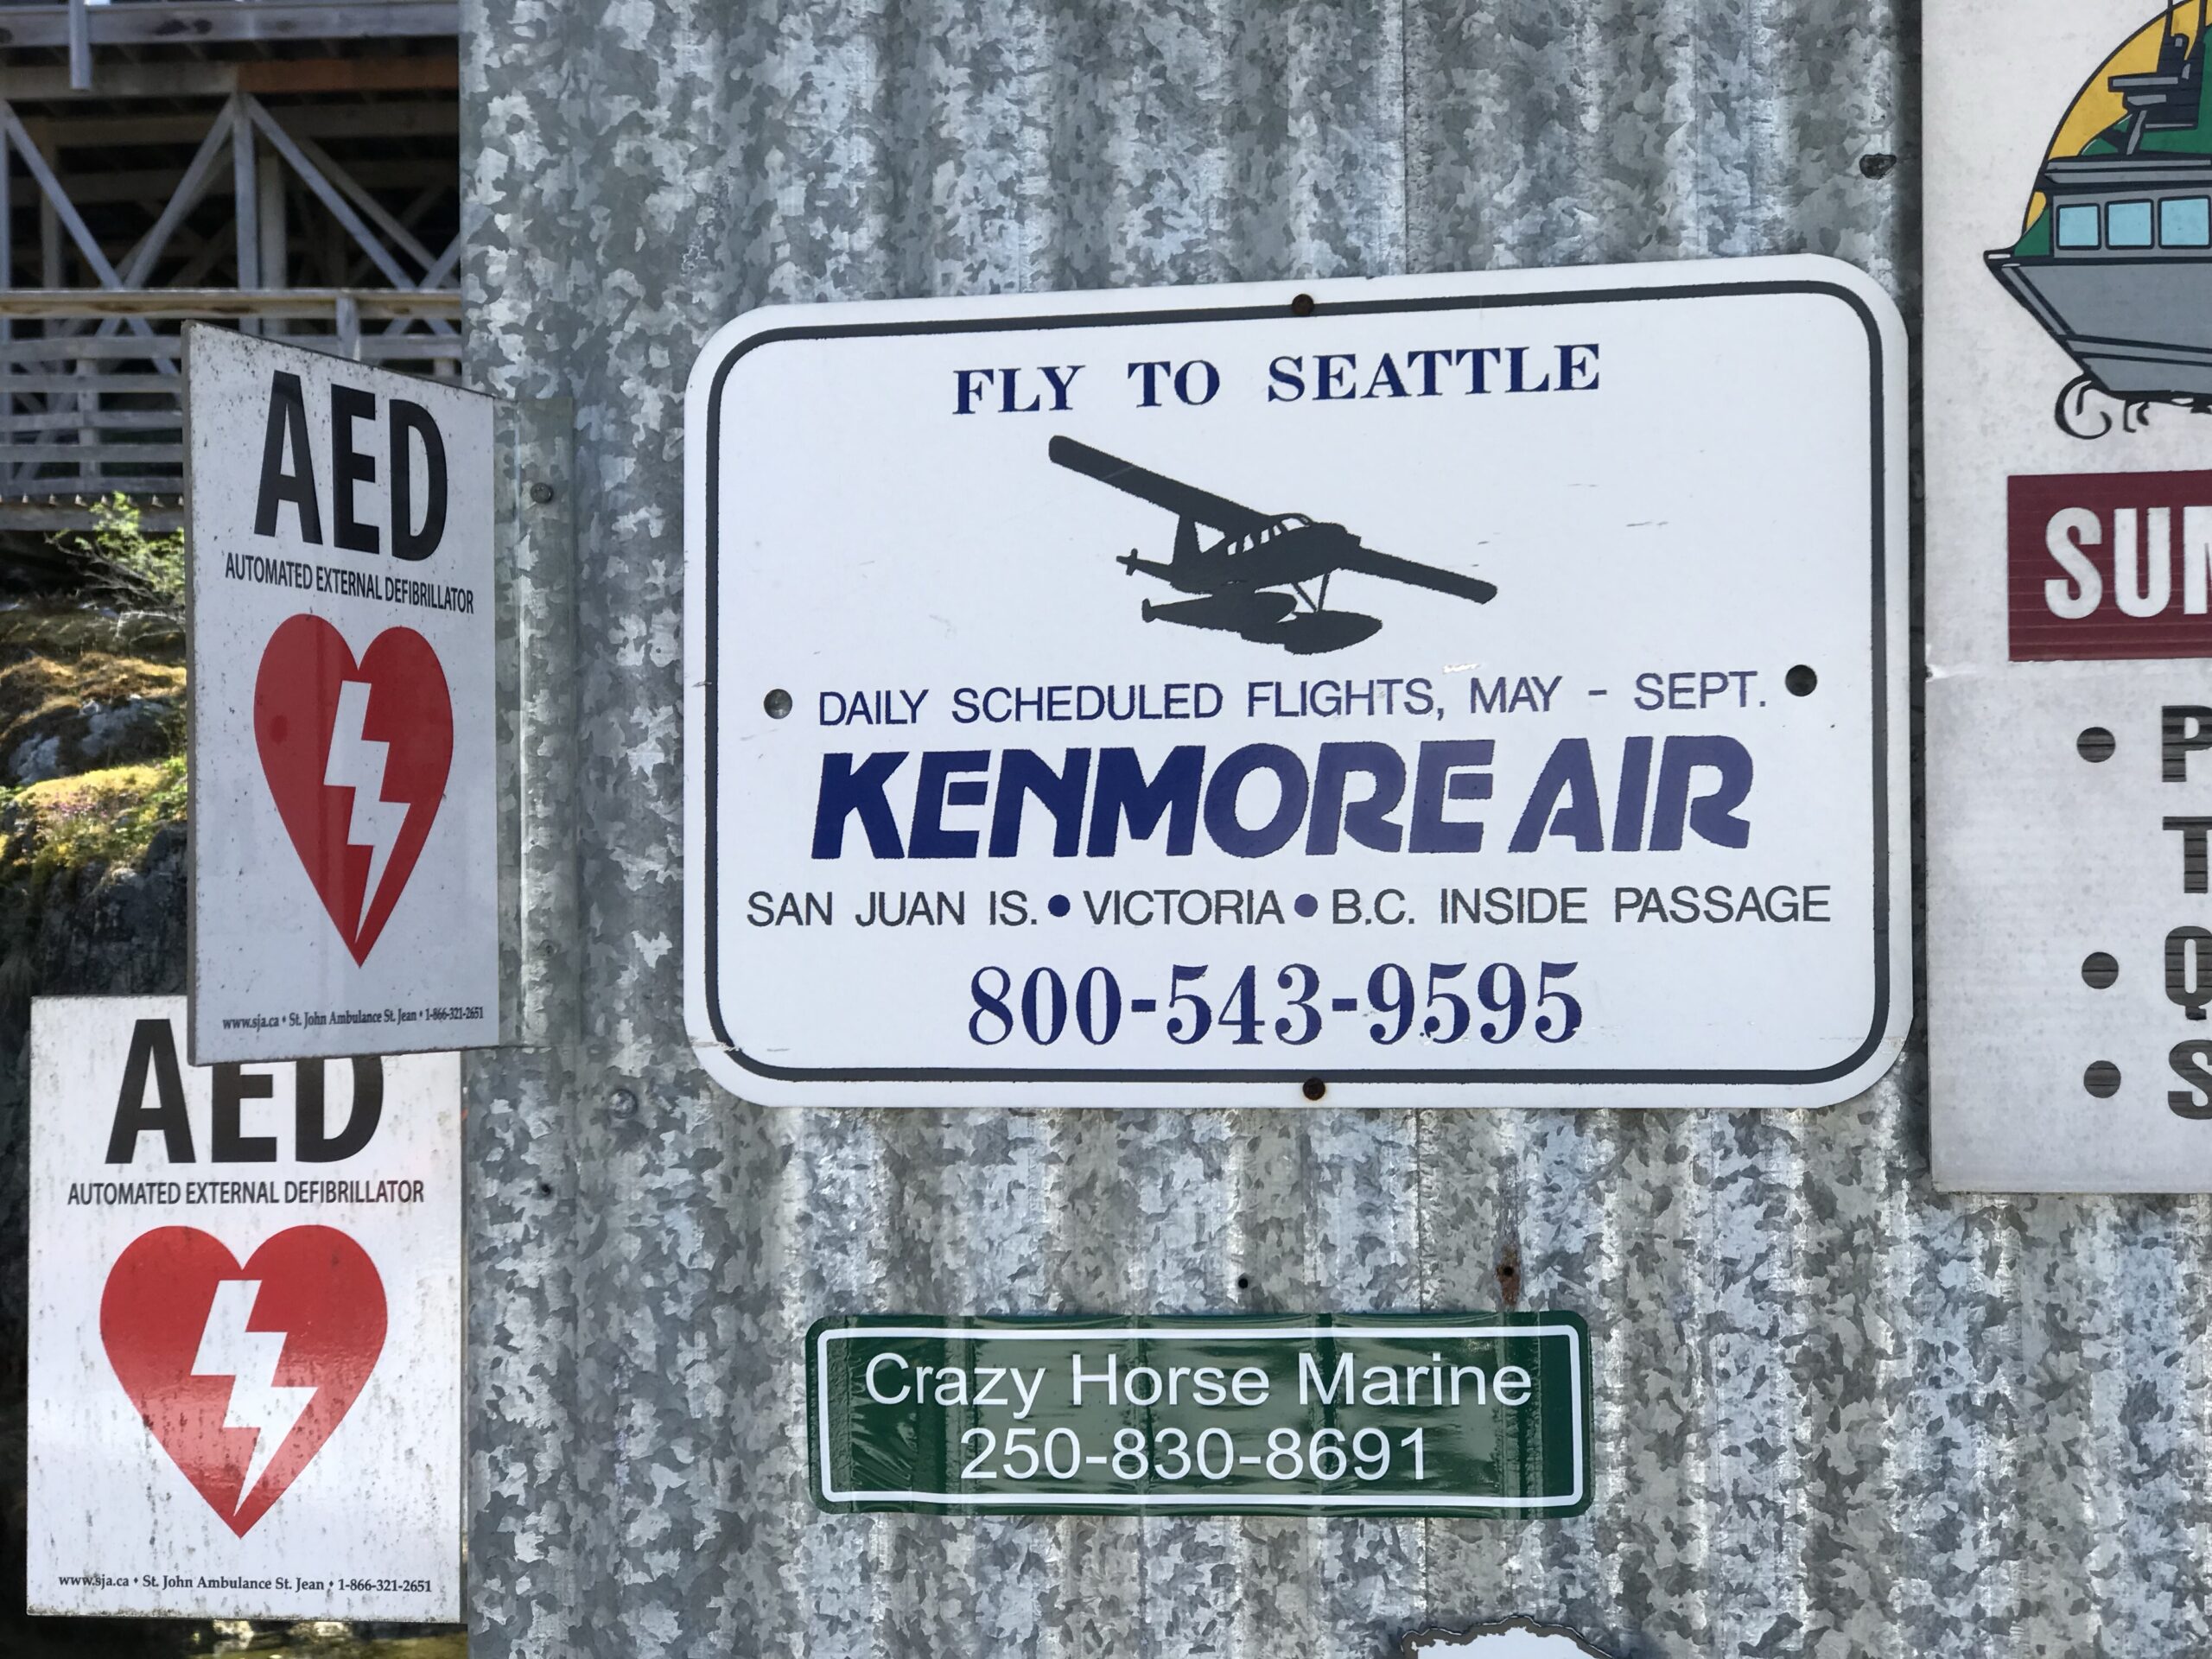 AED
AUTOMATED EXTERNAL DEFIBRILLATOR
www.sja.ca • St. John Ambulance St. Jean • 1-866-321-2651
AED
AUTOMATED EXTERNAL DEFIBRILLATOR
www.sja.ca • St. John Ambulance St. Jean • 1-866-321-2651
FLY TO SEATTLE
DAILY SCHEDULED FLIGHTS, MAY - SEPT.
KENMORE AIR
SAN JUAN IS. • VICTORIA • B.C. INSIDE PASSAGE
800-543-9595
Crazy Horse Marine
250-830-8691